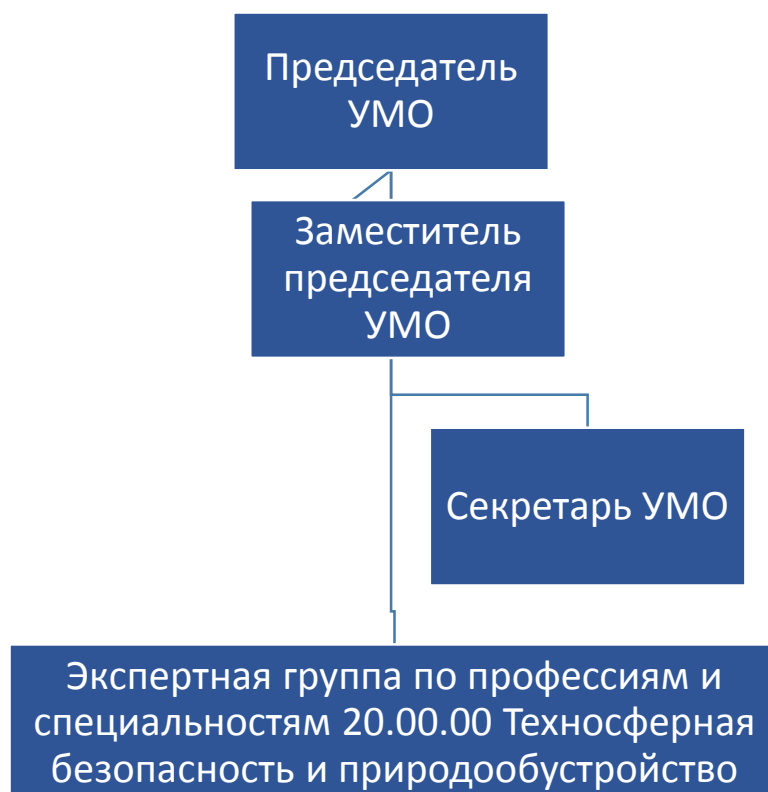 Председатель
УМО
Заместитель
председателя
УМО
Секретарь УМО
Экспертная группа по профессиям и
специальностям 20.00.00 Техносферная
безопасность и природообустройство